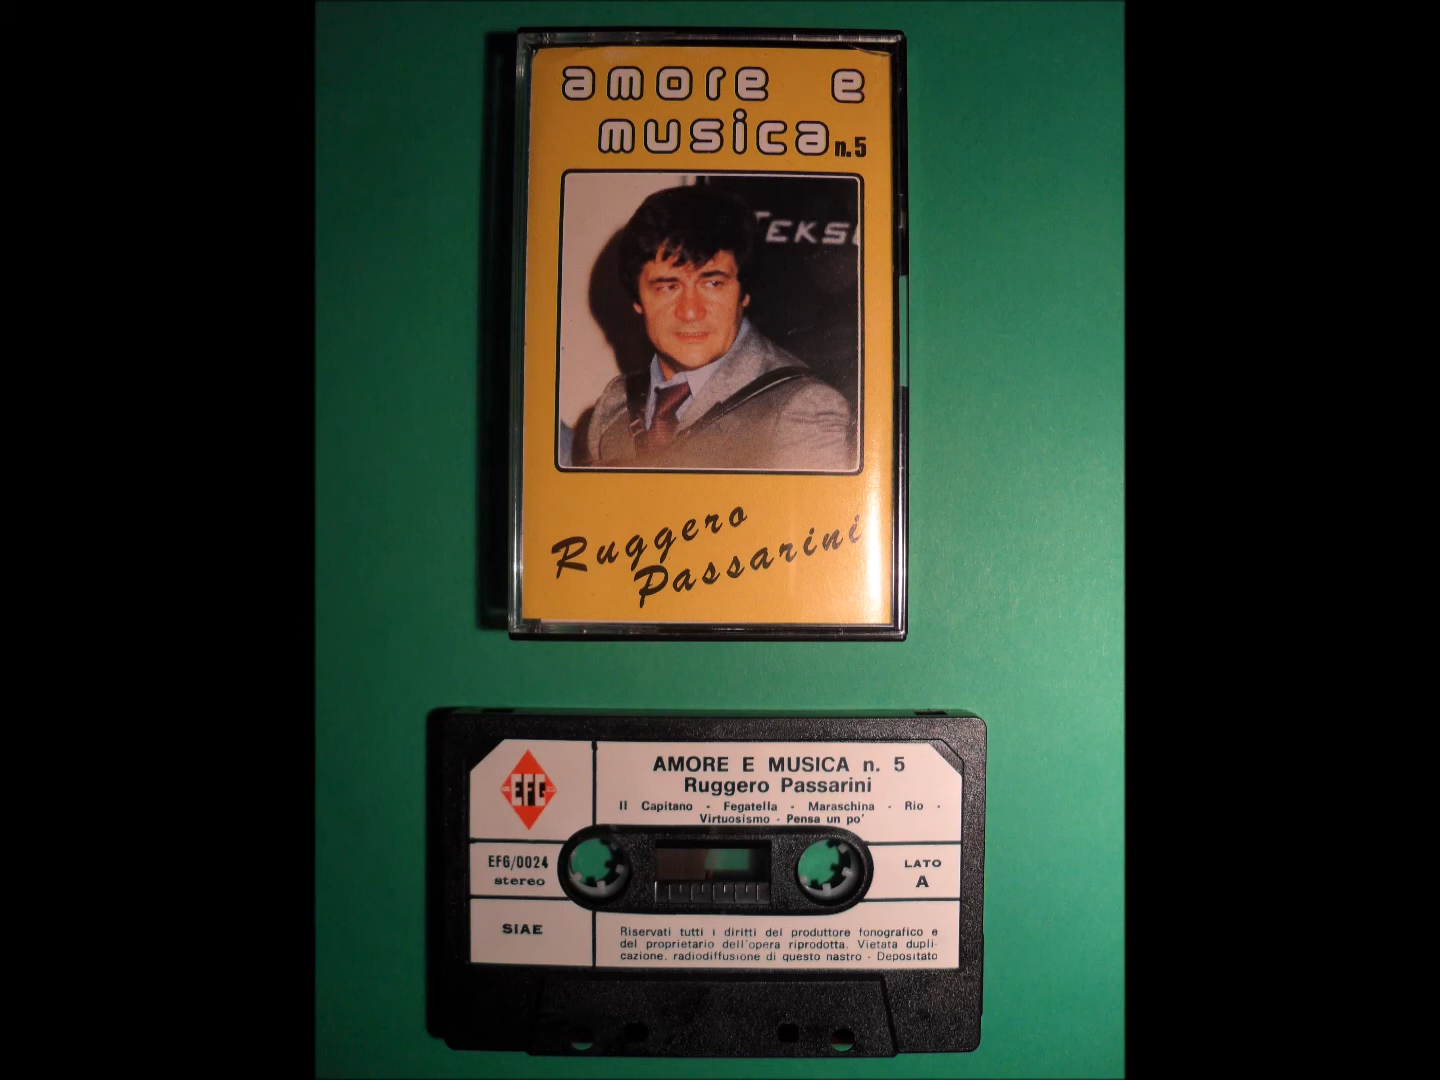 amore e
musica n.5
TEKS
Ruggero
Passarini
EFG
AMORE E MUSICA n. 5
Ruggero Passarini
Il Capitano - Fegatella - Maraschina - Rio -
Virtuosismo - Pensa un po'
EFG/0024
stereo
LATO
A
SIAE
Riservati tutti i diritti del produttore fonografico e
del proprietario dell'opera riprodotta. Vietata dupli-
cazione, radiodiffusione di questo nastro - Depositato